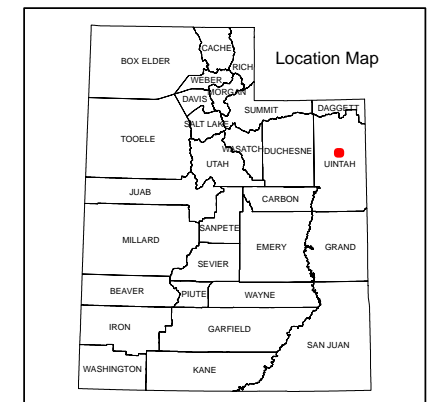 Location Map
CACHE
BOX ELDER
RICH
WEBER
MORGAN
DAVIS
SUMMIT
DAGGETT
SALT LAKE
TOOELE
WASATCH
DUCHESNE
UTAH
UINTAH
JUAB
CARBON
SANPETE
MILLARD
EMERY
GRAND
SEVIER
BEAVER
PIUTE
WAYNE
IRON
GARFIELD
SAN JUAN
WASHINGTON
KANE